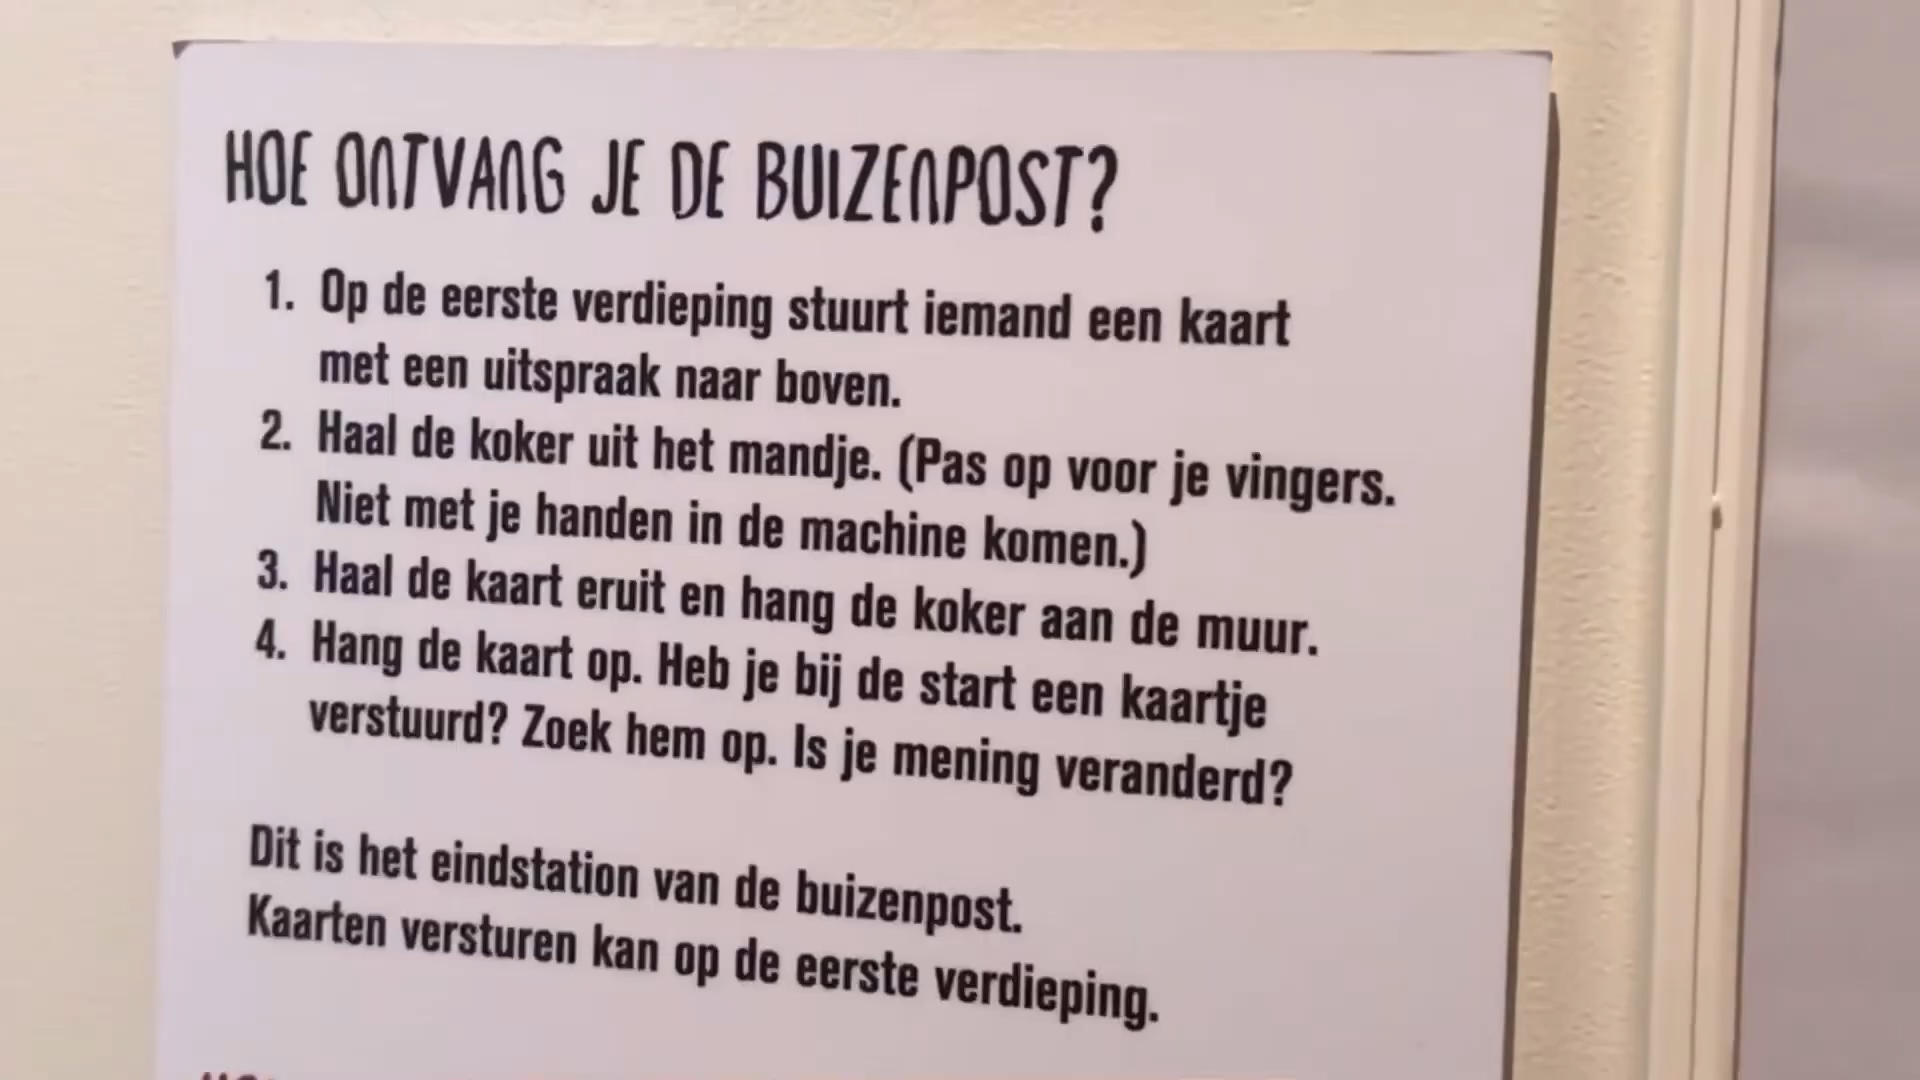 HOE ONTVANG JE DE BUIZENPOST?
1. Op de eerste verdieping stuurt iemand een kaart
met een uitspraak naar boven.
2. Haal de koker uit het mandje. (Pas op voor je vingers.
Niet met je handen in de machine komen.)
3. Haal de kaart eruit en hang de koker aan de muur.
4. Hang de kaart op. Heb je bij de start een kaartje
verstuurd? Zoek hem op. Is je mening veranderd?
Dit is het eindstation van de buizenpost.
Kaarten versturen kan op de eerste verdieping.